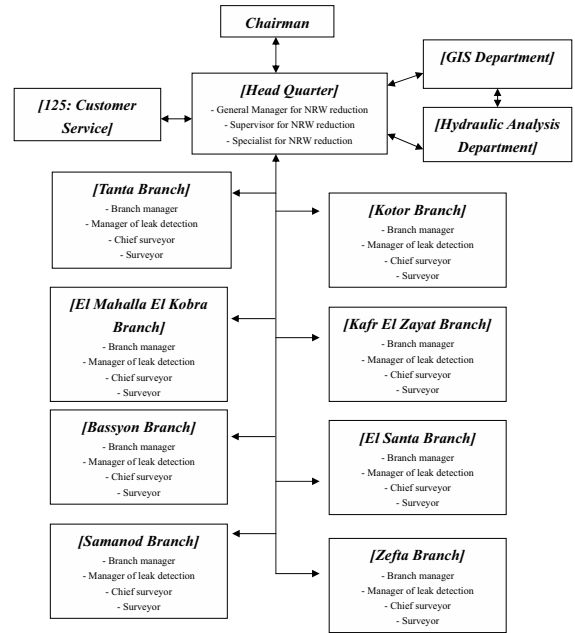 Chairman
[Head Quarter]
- General Manager for NRW reduction
- Supervisor for NRW reduction
- Specialist for NRW reduction
[GIS Department]
[Hydraulic Analysis
Department]
[125: Customer
Service]
[Tanta Branch]
- Branch manager
- Manager of leak detection
- Chief surveyor
- Surveyor
[Kotor Branch]
- Branch manager
- Manager of leak detection
- Chief surveyor
- Surveyor
[El Mahalla El Kobra
Branch]
- Branch manager
- Manager of leak detection
- Chief surveyor
- Surveyor
[Kafr El Zayat Branch]
- Branch manager
- Manager of leak detection
- Chief surveyor
- Surveyor
[Bassyon Branch]
- Branch manager
- Manager of leak detection
- Chief surveyor
- Surveyor
[El Santa Branch]
- Branch manager
- Manager of leak detection
- Chief surveyor
- Surveyor
[Samanod Branch]
- Branch manager
- Manager of leak detection
- Chief surveyor
- Surveyor
[Zefta Branch]
- Branch manager
- Manager of leak detection
- Chief surveyor
- Surveyor